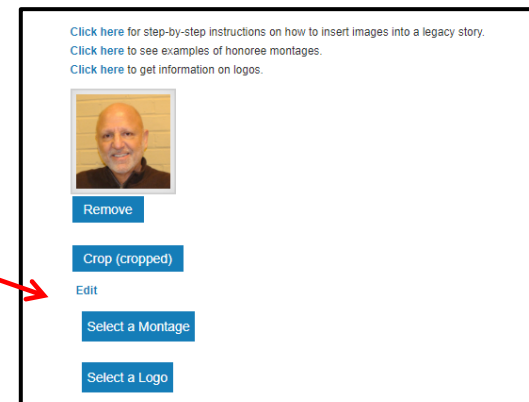 Click here for step-by-step instructions on how to insert images into a legacy story.
Click here to see examples of honoree montages.
Click here to get information on logos.
Remove
Crop (cropped)
Edit
Select a Montage
Select a Logo